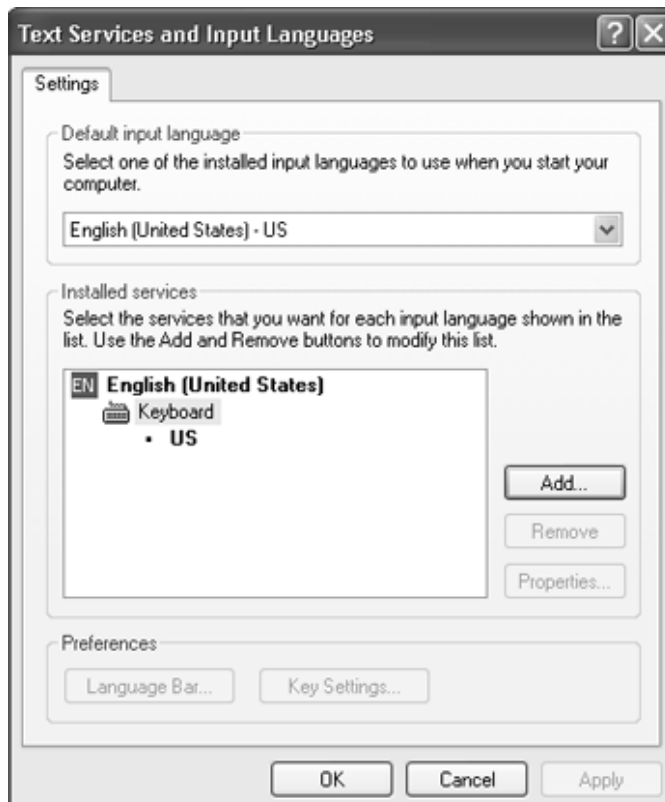 Text Services and Input Languages
Settings
Default input language
Select one of the installed input languages to use when you start your
computer.
English (United States) - US
Installed services
Select the services that you want for each input language shown in the
list. Use the Add and Remove buttons to modify this list.
EN English (United States)
Keyboard
• US
Add...
Remove
Properties...
Preferences
Language Bar...
Key Settings...
OK
Cancel
Apply